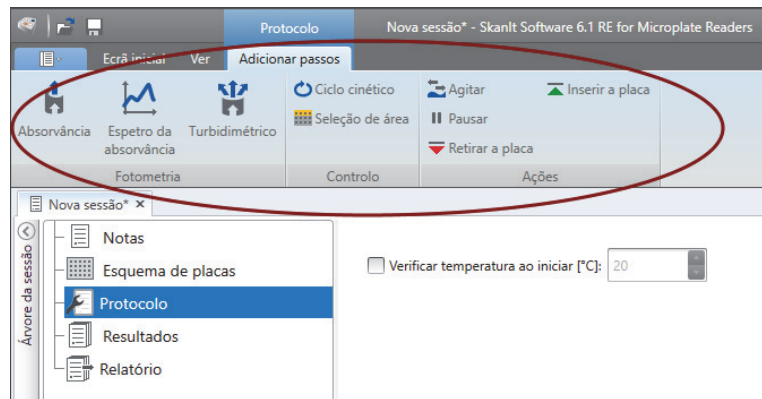 Protocolo
Nova sessão* - SkanIt Software 6.1 RE for Microplate Readers
Ecrã inicial
Ver
Adicionar passos
Absorvância
Espetro da
absorvância
Turbidimétrico
Fotometria
Ciclo cinético
Seleção de área
Controlo
Agitar
Pausar
Retirar a placa
Inserir a placa
Ações
Nova sessão*
Árvore da sessão
Notas
Esquema de placas
Protocolo
Resultados
Relatório
Verificar temperatura ao iniciar [°C]: 20